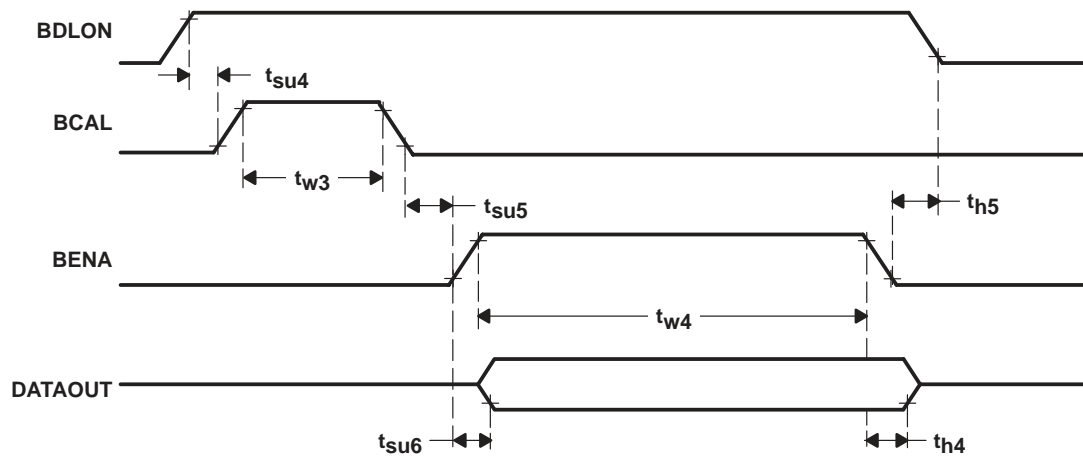 BDLON
tsu4
BCAL
tw3
tsu5
th5
BENA
tw4
DATAOUT
tsu6
th4